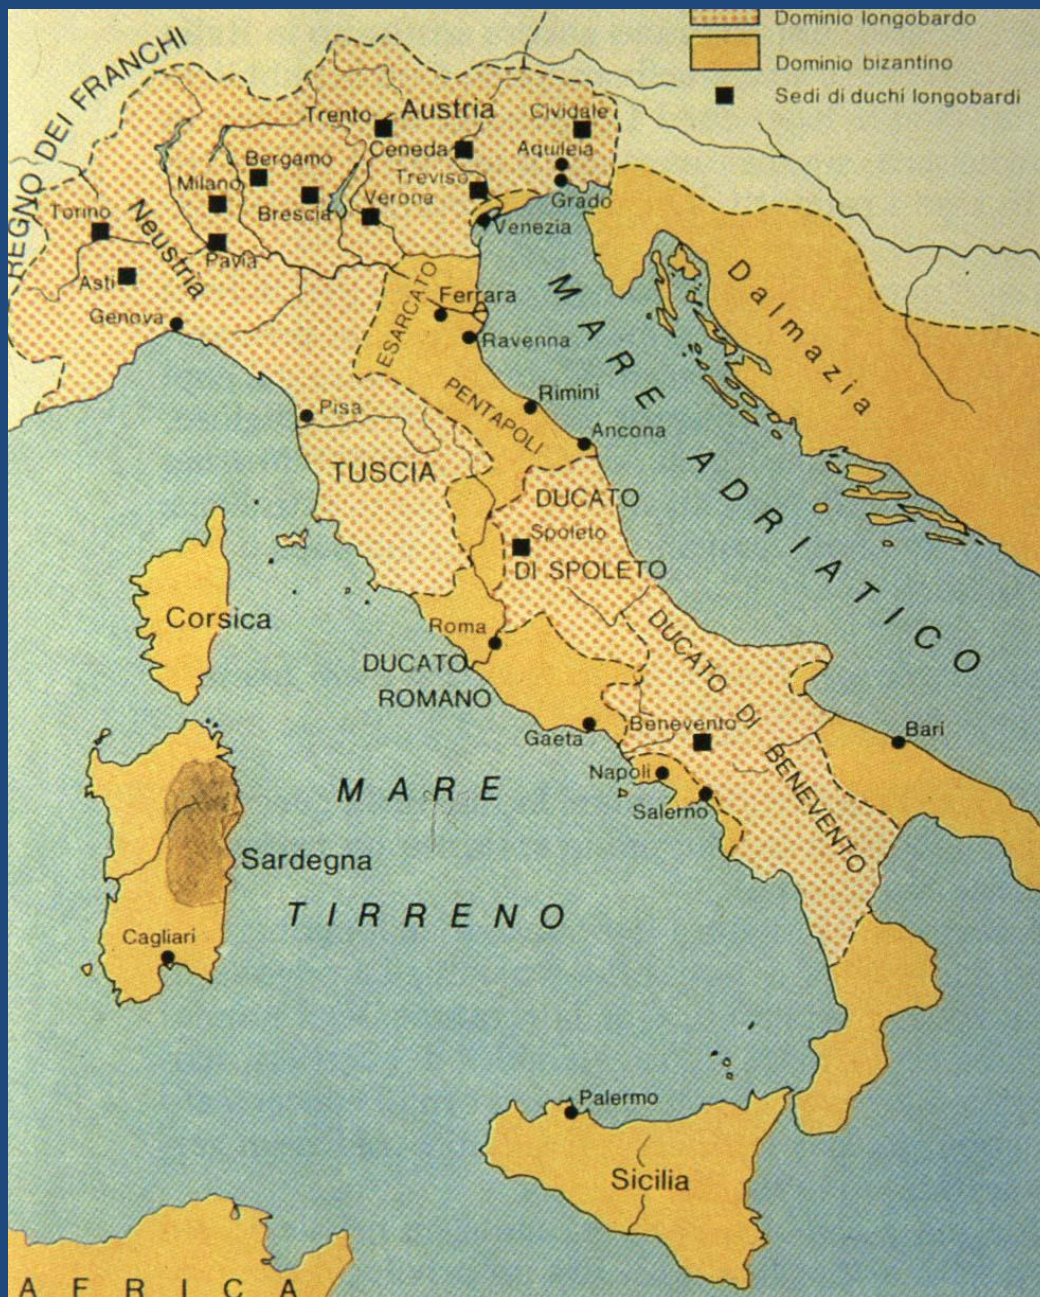 Dominio longobardo
Dominio bizantino
Sedi di duchi longobardi
REGNO DEI FRANCHI
Trento
Austria
Cividale
Ceneda
Aquileia
Bergamo
Milano
Treviso
Grado
Brescia
Verona
Venezia
Torino
Neustria
Pavia
Asti
Genova
ESARCATO
Ferrara
Ravenna
MARE ADRIATICO
Dalmazia
PENTAPOLI
Rimini
Ancona
Pisa
TUSCIA
DUCATO
Spoleto
DI SPOLETO
Corsica
Roma
DUCATO
ROMANO
DUCATO DI BENEVENTO
Benevento
Gaeta
Bari
Napoli
Salerno
MARE
TIRRENO
Sardegna
Cagliari
Palermo
Sicilia
AFRICA